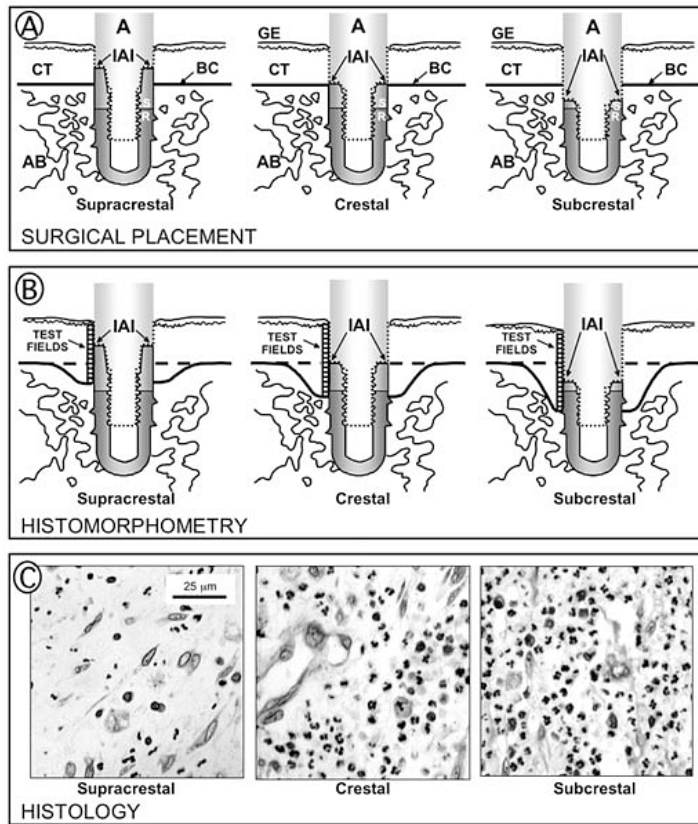 A
A
A
A
GE
GE
IAI
IAI
IAI
CT
BC
CT
BC
CT
BC
S
R
S
R
S
R
AB
AB
AB
Supracrestal
Crestal
Subcrestal
SURGICAL PLACEMENT
B
IAI
IAI
IAI
TEST
FIELDS
TEST
FIELDS
TEST
FIELDS
Supracrestal
Crestal
Subcrestal
HISTOMORPHOMETRY
C
25 µm
Supracrestal
Crestal
Subcrestal
HISTOLOGY